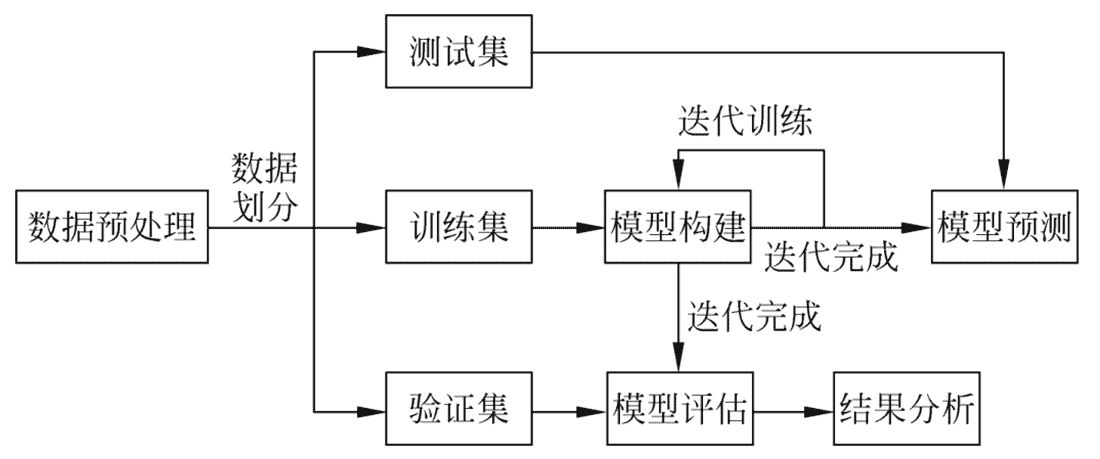 测试集
迭代训练
数据
划分
数据预处理
训练集
模型构建
模型预测
迭代完成
迭代完成
验证集
模型评估
结果分析